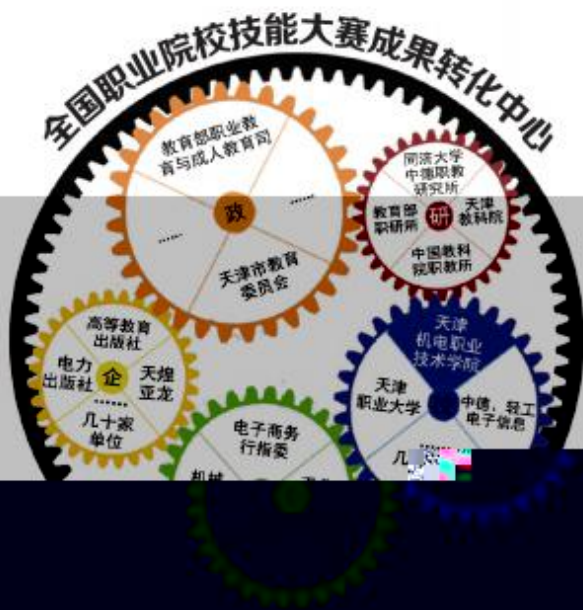 全国职业院校技能大赛成果转化中心
教育部职业教
育与成人教育司
政
……
……
天津市教育
委员会
同济大学
中德职教
研究所
教育部
职研所
研
天津
教科院
中国教科
院职教所
高等教育
出版社
电力
出版社
企
天煌
亚龙
……
几十家
单位
天津
机电职业
技术学院
天津
职业大学
中德、轻工
电子信息
……
几
电子商务
行指委
机械